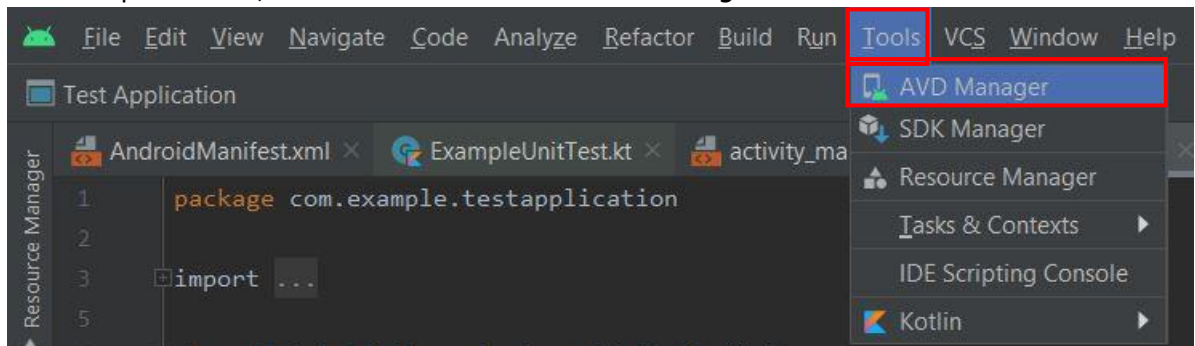 File Edit View Navigate Code Analyze Refactor Build Run Tools VCS Window Help
Test Application
AVD Manager
SDK Manager
Resource Manager
Tasks & Contexts
IDE Scripting Console
Kotlin
AndroidManifest.xml ExampleUnitTest.kt activity_ma
Resource Manager
1 package com.example.testapplication
2
3 import ...
5